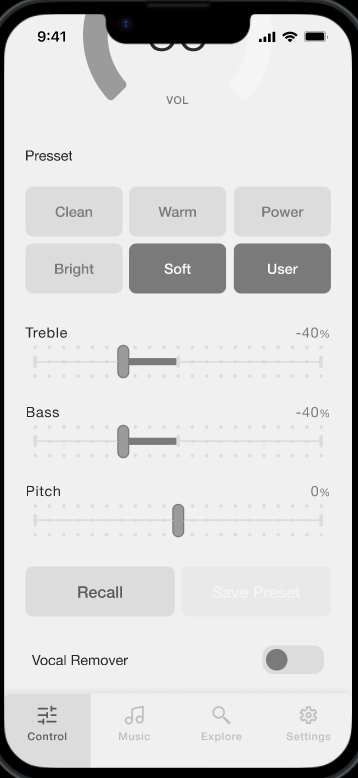 9:41
VOL
Presset
Clean Warm Power
Bright Soft User
Treble -40%
Bass -40%
Pitch 0%
Recall Save Preset
Vocal Remover
Control Music Explore Settings